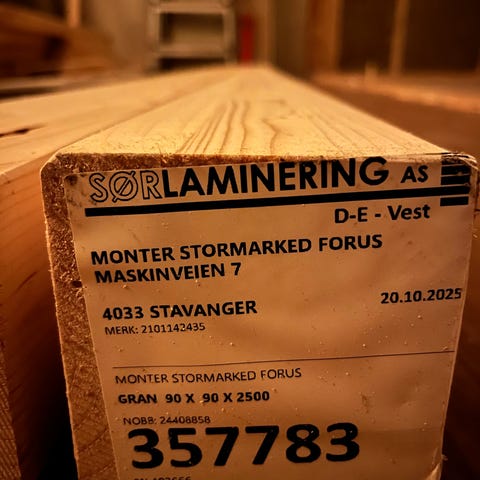 SØRLAMINERING AS
D-E - Vest
MONTER STORMARKED FORUS
MASKINVEIEN 7
4033 STAVANGER
20.10.2025
MERK: 2101142435
MONTER STORMARKED FORUS
GRAN 90 X 90 X 2500
NOBB: 24408858
357783